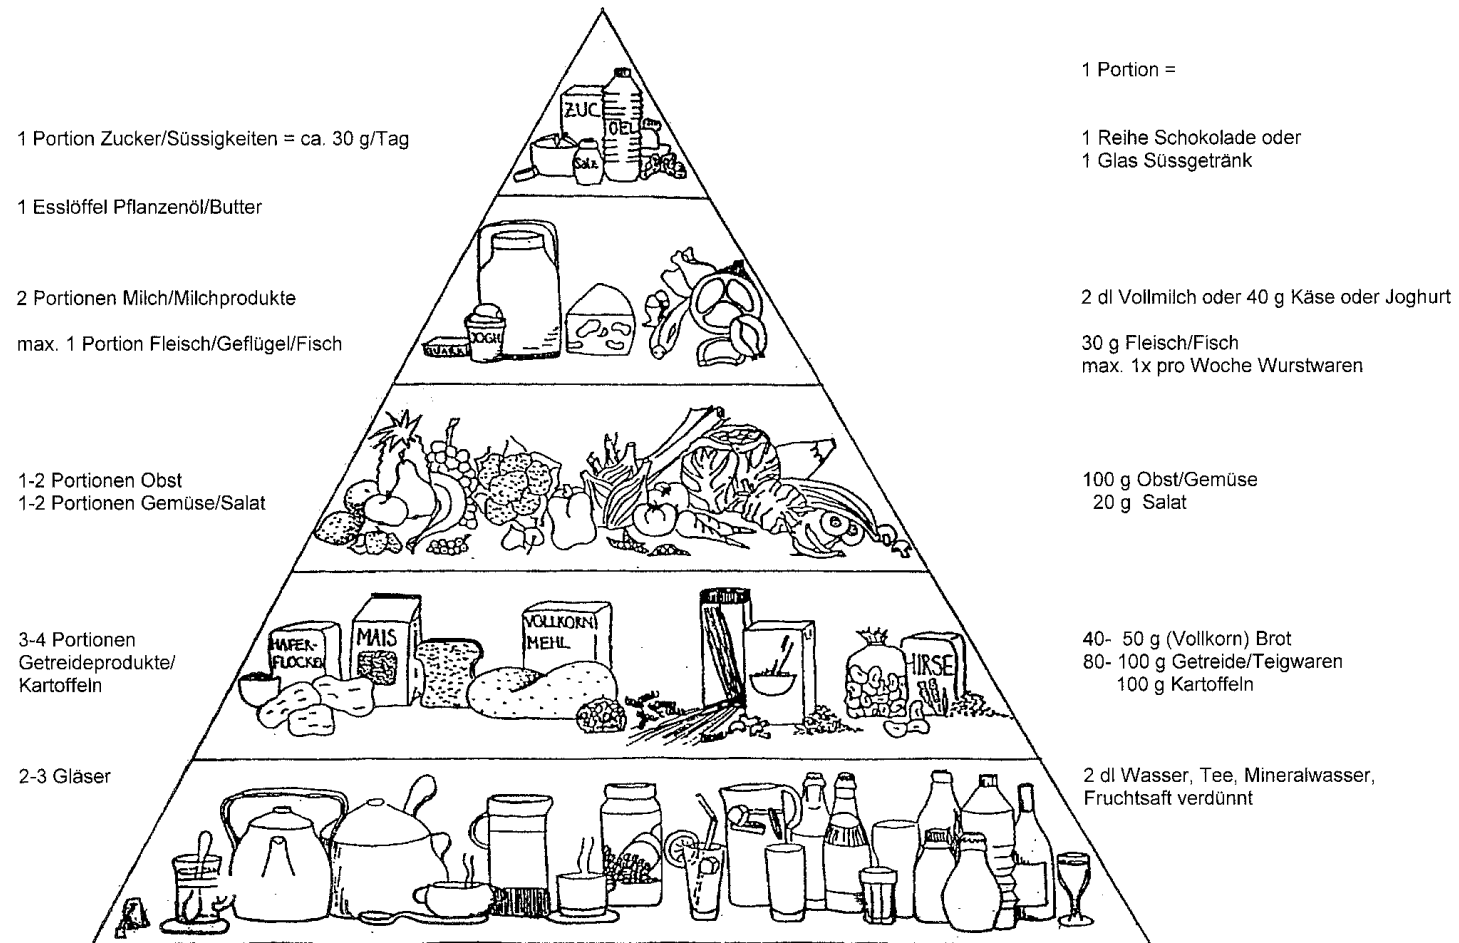 1 Portion =
ZUC
OEL
Salz
1 Portion Zucker/Süssigkeiten = ca. 30 g/Tag
1 Reihe Schokolade oder
1 Glas Süssgetränk
1 Esslöffel Pflanzenöl/Butter
2 Portionen Milch/Milchprodukte
2 dl Vollmilch oder 40 g Käse oder Joghurt
max. 1 Portion Fleisch/Geflügel/Fisch
QUARK
JOGH
30 g Fleisch/Fisch
max. 1x pro Woche Wurstwaren
1-2 Portionen Obst
1-2 Portionen Gemüse/Salat
100 g Obst/Gemüse
20 g Salat
3-4 Portionen
Getreideprodukte/
Kartoffeln
HAFER-
FLOCKEN
MAIS
VOLLKORN
MEHL
HIRSE
40- 50 g (Vollkorn) Brot
80- 100 g Getreide/Teigwaren
100 g Kartoffeln
2-3 Gläser
2 dl Wasser, Tee, Mineralwasser,
Fruchtsaft verdünnt